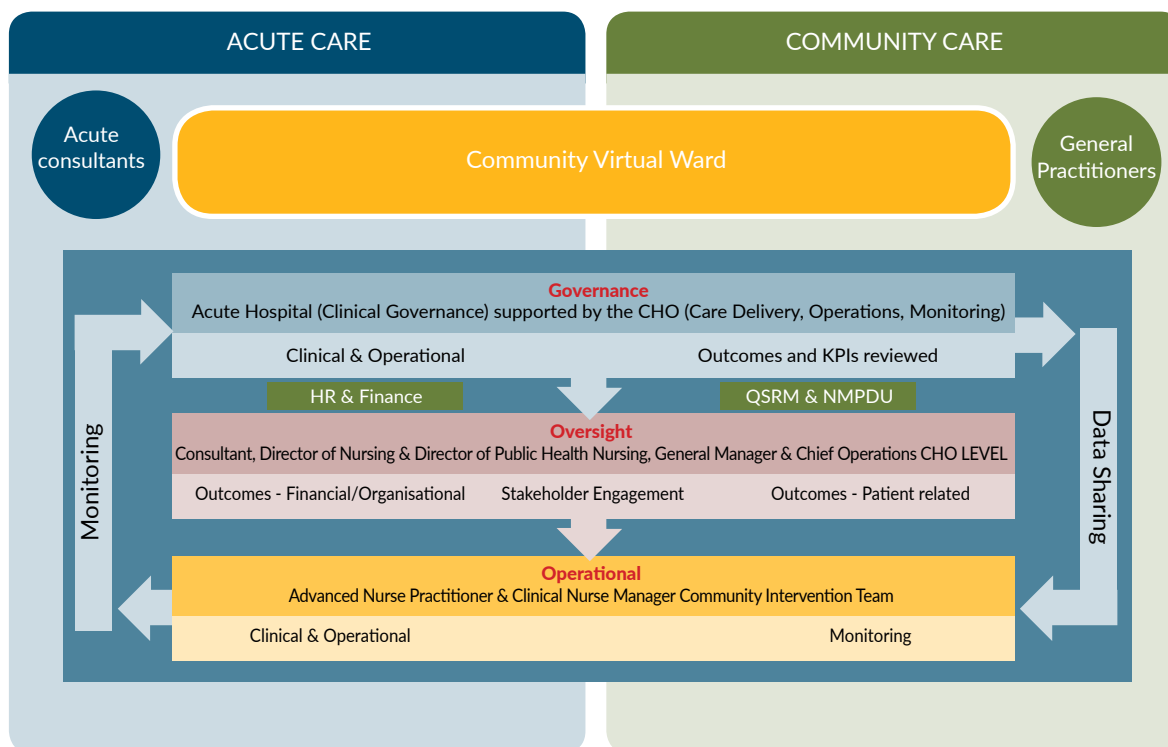 ACUTE CARE
COMMUNITY CARE
Acute
consultants
Community Virtual Ward
General
Practitioners
Governance
Acute Hospital (Clinical Governance) supported by the CHO (Care Delivery, Operations, Monitoring)
Clinical & Operational
Outcomes and KPIs reviewed
HR & Finance
QSRM & NMPDU
Oversight
Consultant, Director of Nursing & Director of Public Health Nursing, General Manager & Chief Operations CHO LEVEL
Outcomes - Financial/Organisational
Stakeholder Engagement
Outcomes - Patient related
Operational
Advanced Nurse Practitioner & Clinical Nurse Manager Community Intervention Team
Clinical & Operational
Monitoring
Monitoring
Data Sharing